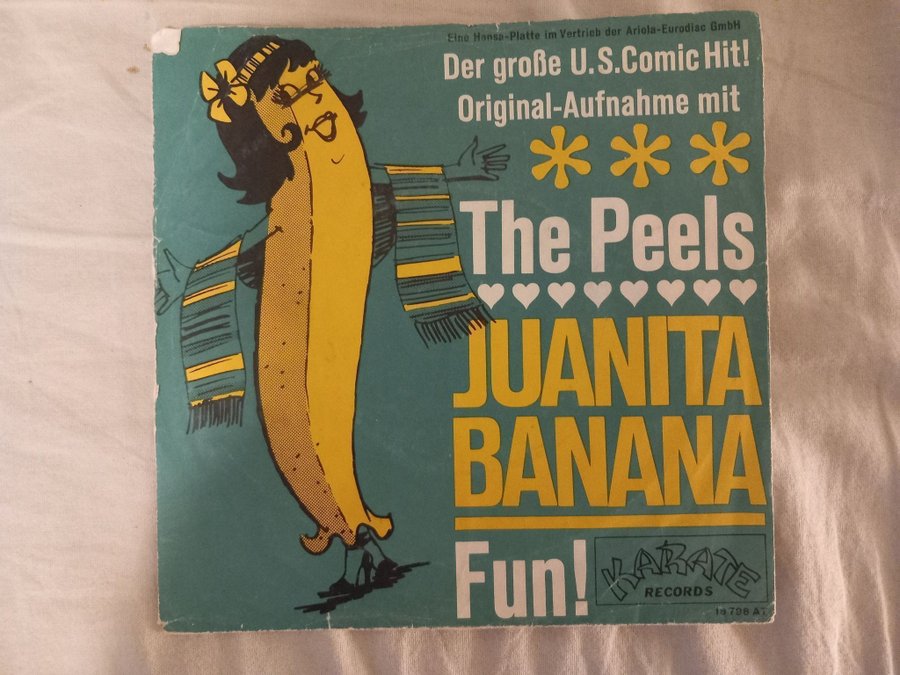 Eine Hansa-Platte im Vertrieb der Ariola-Eurodisc GmbH
Der große U.S.Comic Hit!
Original-Aufnahme mit
***
The Peels
JUANITA
BANANA
Fun!
KARATE
RECORDS
18 798 AT